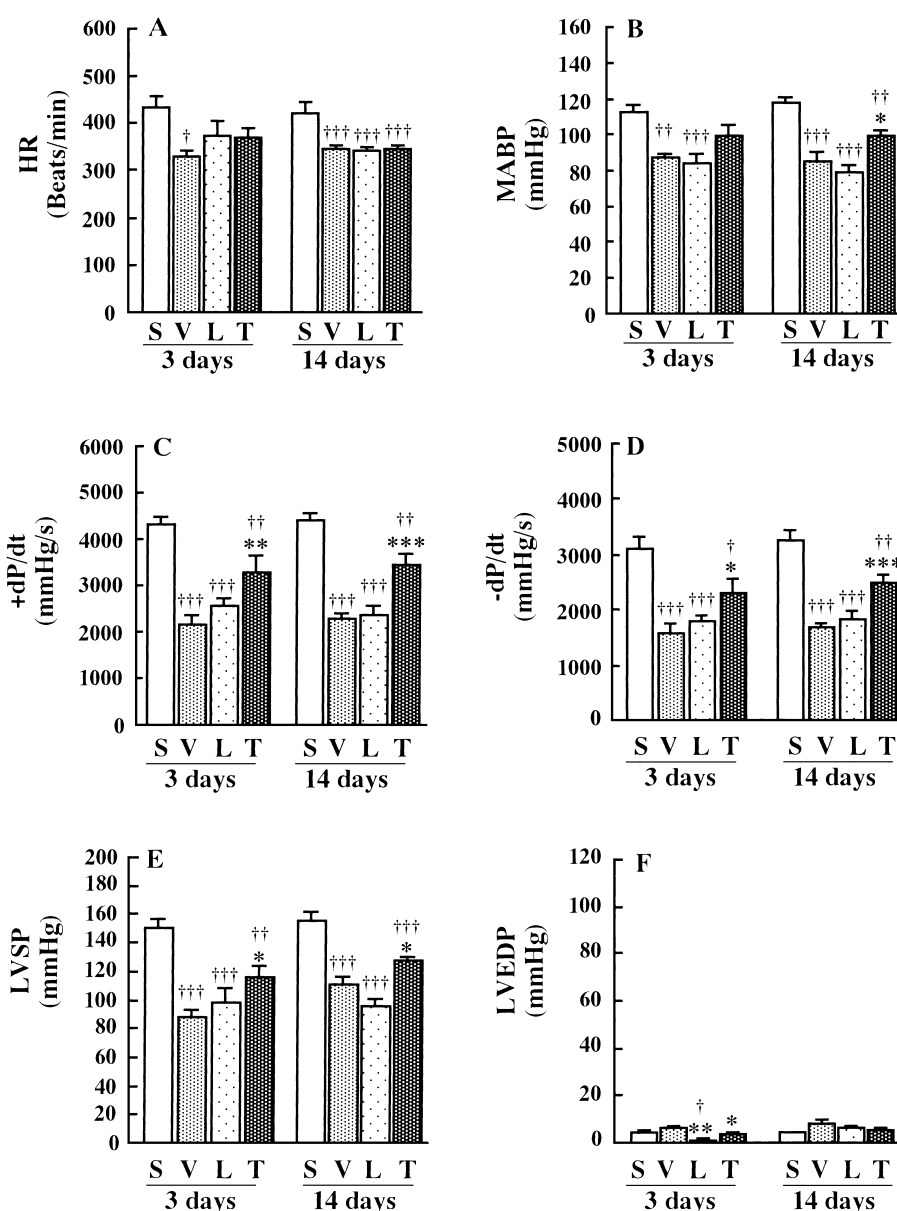 A
600
500
400
300
200
100
0
HR
(Beats/min)
†
††† ††† †††
S V L T S V L T
3 days 14 days
B
160
140
120
100
80
60
40
20
0
MABP
(mmHg)
†† †††
††† ††† ††
*
S V L T S V L T
3 days 14 days
C
6000
5000
4000
3000
2000
1000
0
+dP/dt
(mmHg/s)
††† ††† ††
**
††† ††† ††
***
S V L T S V L T
3 days 14 days
D
5000
4000
3000
2000
1000
0
-dP/dt
(mmHg/s)
††† ††† †
*
††† ††† ††
***
S V L T S V L T
3 days 14 days
E
200
180
160
140
120
100
80
60
40
20
0
LVSP
(mmHg)
††† ††† ††
*
††† ††† †††
*
S V L T S V L T
3 days 14 days
F
120
100
80
60
40
20
0
LVEDP
(mmHg)
†
** *
S V L T S V L T
3 days 14 days